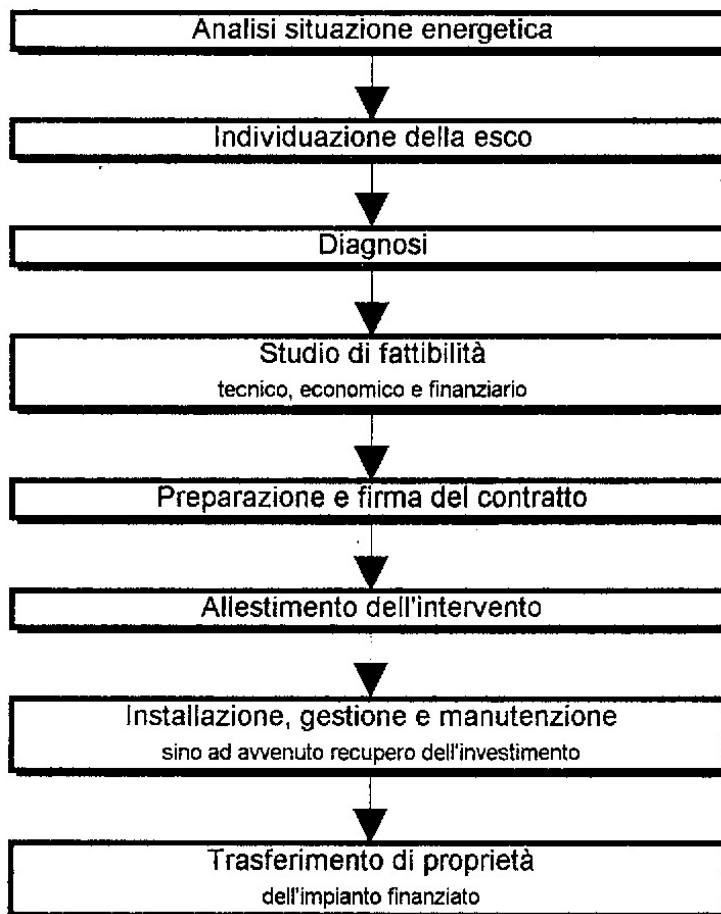 Analisi situazione energetica
Individuazione della esco
Diagnosi
Studio di fattibilità
tecnico, economico e finanziario
Preparazione e firma del contratto
Allestimento dell'intervento
Installazione, gestione e manutenzione
sino ad avvenuto recupero dell'investimento
Trasferimento di proprietà
dell'impianto finanziato